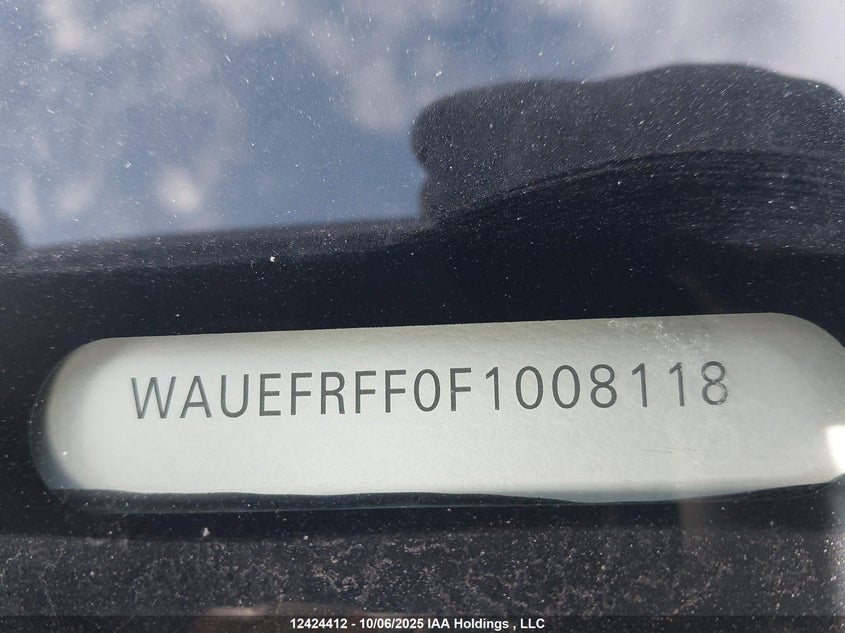 WAUEFRFF0F1008118
12424412 - 10/06/2025 IAA Holdings , LLC